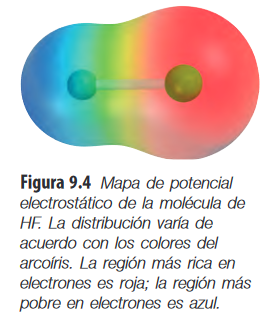 Figura 9.4 Mapa de potencial
electrostático de la molécula de
HF. La distribución varía de
acuerdo con los colores del
arcoíris. La región más rica en
electrones es roja; la región más
pobre en electrones es azul.